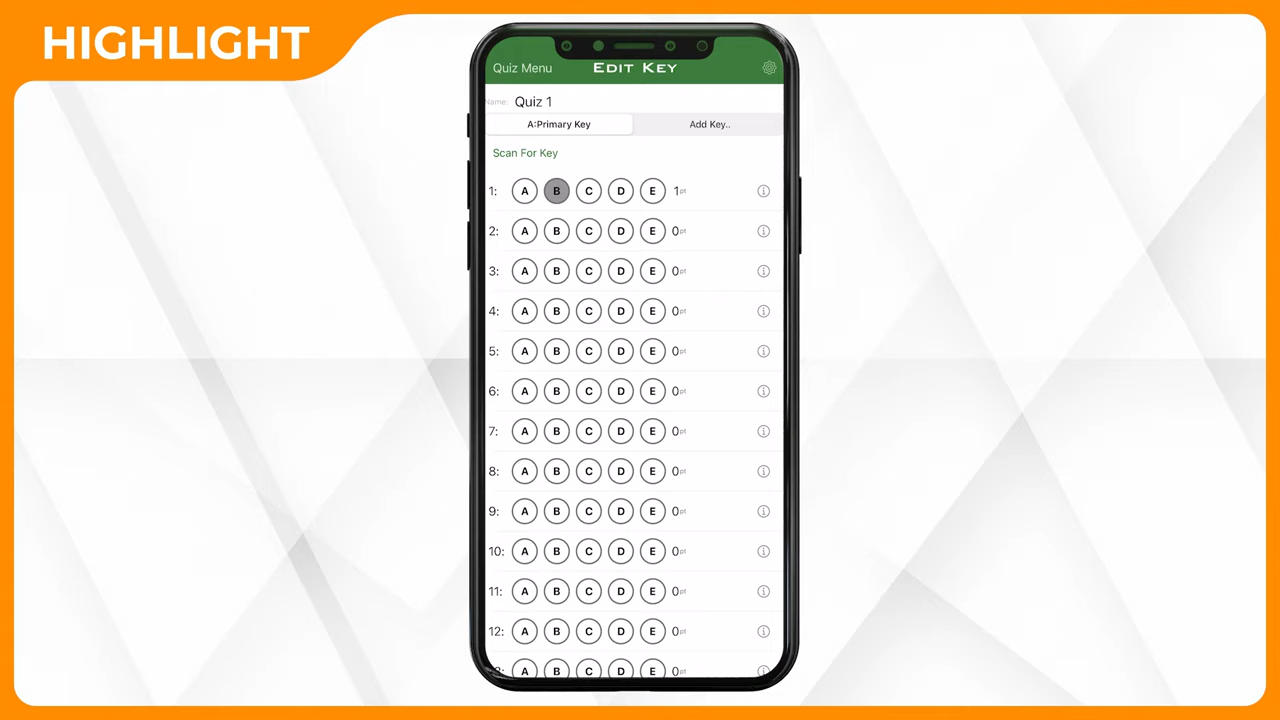 HIGHLIGHT
Quiz Menu EDIT KEY
Name: Quiz 1
A:Primary Key Add Key..
Scan For Key
1: A B C D E 1pt
2: A B C D E 0pt
3: A B C D E 0pt
4: A B C D E 0pt
5: A B C D E 0pt
6: A B C D E 0pt
7: A B C D E 0pt
8: A B C D E 0pt
9: A B C D E 0pt
10: A B C D E 0pt
11: A B C D E 0pt
12: A B C D E 0pt
A B C D E 0pt